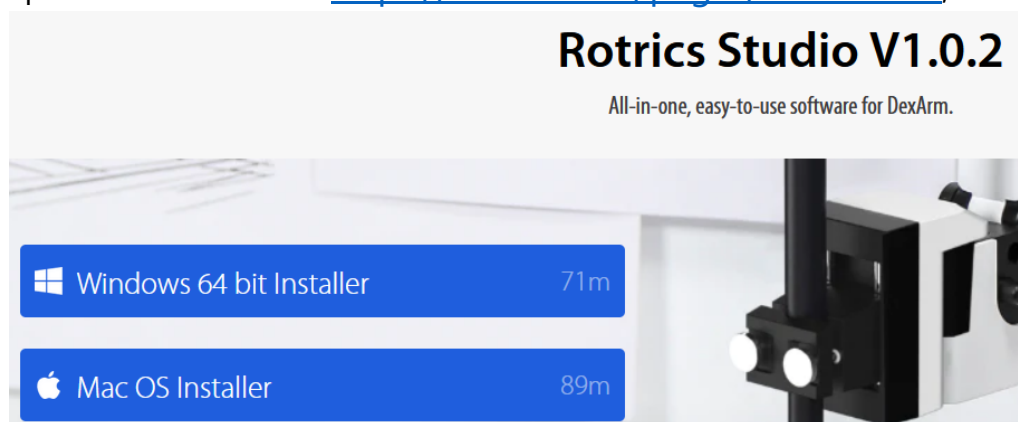 Rotrics Studio V1.0.2
All-in-one, easy-to-use software for DexArm.
Windows 64 bit Installer 71m
Mac OS Installer 89m